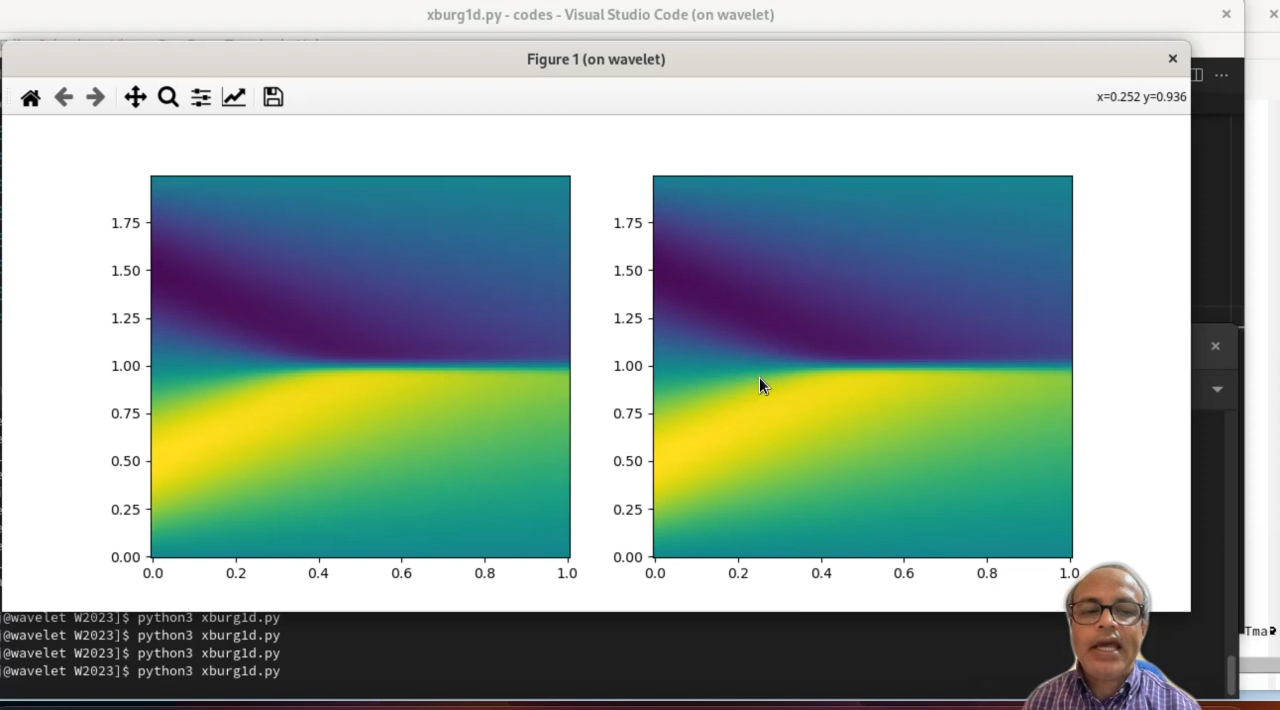 xburg1d.py - codes - Visual Studio Code (on wavelet)
Figure 1 (on wavelet)
x=0.252 y=0.936
1.75
1.50
1.25
1.00
0.75
0.50
0.25
0.00
0.0 0.2 0.4 0.6 0.8 1.0
1.75
1.50
1.25
1.00
0.75
0.50
0.25
0.00
0.0 0.2 0.4 0.6 0.8 1.0
@wavelet W2023]$ python3 xburg1d.py
@wavelet W2023]$ python3 xburg1d.py
@wavelet W2023]$ python3 xburg1d.py
@wavelet W2023]$ python3 xburg1d.py